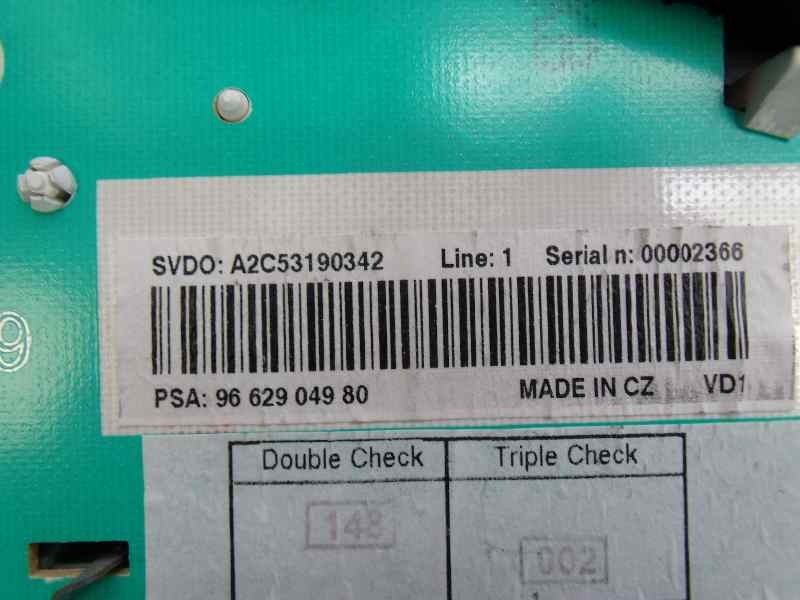 SVDO: A2C53190342 Line: 1 Serial n: 00002366
PSA: 96 629 049 80 MADE IN CZ VD1
Double Check Triple Check
148
002